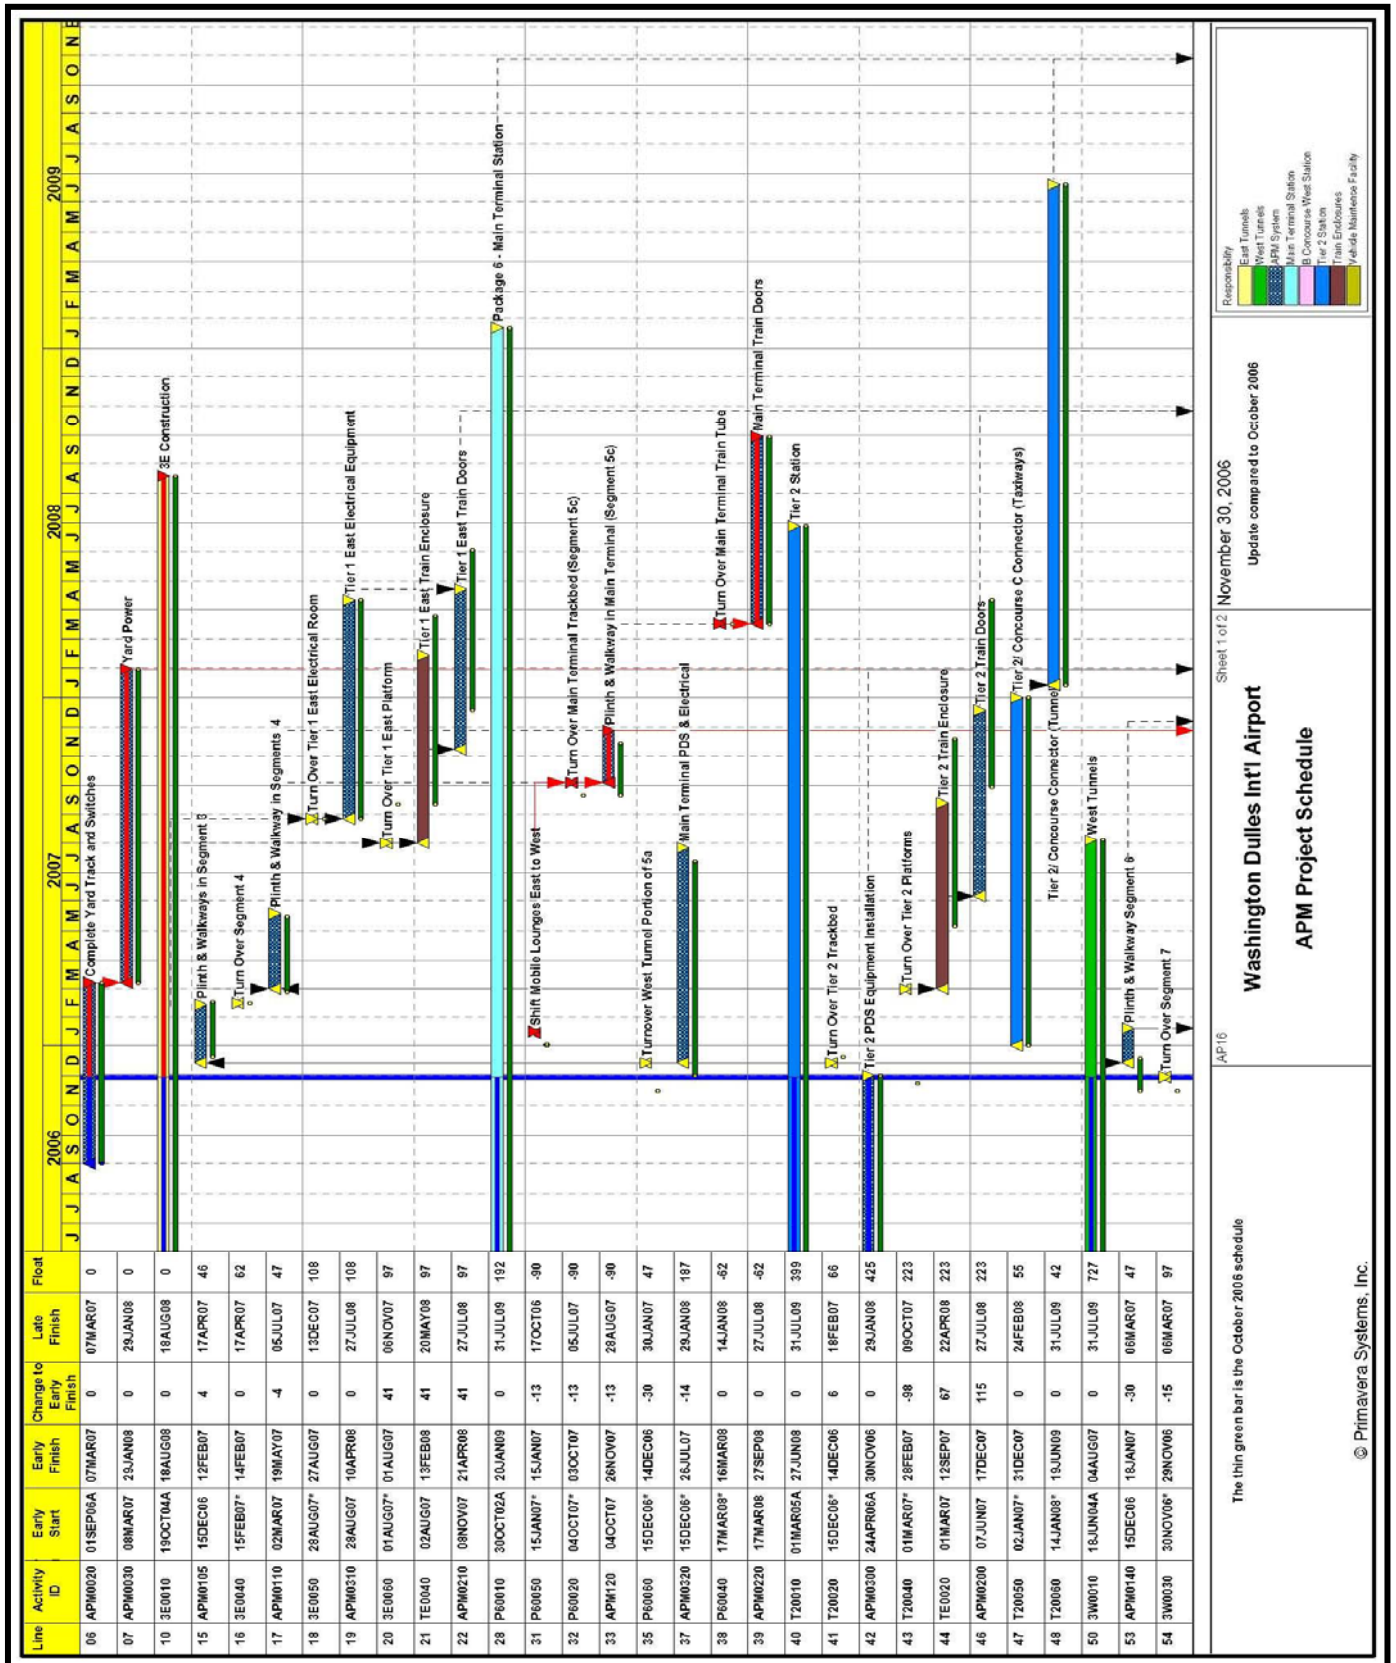 Line Activity ID Early Start Early Finish Change to Early Finish Late Finish Float
2006 2007 2008 2009
J J A S O N D J F M A M J J A S O N D J F M A M J J A S O N D J F M A M J J A S O N
06 APM0020 01SEP06A 07MAR07 0 07MAR07 0 Complete Yard Track and Switches
07 APM0030 08MAR07 29JAN08 0 29JAN08 0 Yard Power
10 3E0010 19OCT04A 18AUG08 0 18AUG08 0 3E Construction
15 APM0105 15DEC06 12FEB07 4 17APR07 46 Plinth & Walkways in Segment 3
16 3E0040 15FEB07* 14FEB07 0 17APR07 62 Turn Over Segment 4
17 APM0110 02MAR07 19MAY07 -4 05JUL07 47 Plinth & Walkway in Segments 4
18 3E0050 28AUG07* 27AUG07 0 13DEC07 108 Turn Over Tier 1 East Electrical Room
19 APM0310 28AUG07 10APR08 0 27JUL08 108 Tier 1 East Electrical Equipment
20 3E0060 01AUG07* 01AUG07 41 06NOV07 97 Turn Over Tier 1 East Platform
21 TE0040 02AUG07 13FEB08 41 20MAY08 97 Tier 1 East Train Enclosure
22 APM0210 08NOV07 21APR08 41 27JUL08 97 Tier 1 East Train Doors
28 P60010 30OCT02A 20JAN09 0 31JUL09 192 Package 6 - Main Terminal Station
31 P60050 15JAN07* 15JAN07 -13 17OCT06 -90 Shift Mobile Lounges East to West
32 P60020 04OCT07* 03OCT07 -13 05JUL07 -90 Turn Over Main Terminal Trackbed (Segment 5c)
33 APM120 04OCT07 26NOV07 -13 28AUG07 -90 Plinth & Walkway in Main Terminal (Segment 5c)
35 P60060 15DEC06* 14DEC06 -30 30JAN07 47 Turnover West Tunnel Portion of 5a
37 APM0320 15DEC06* 26JUL07 -14 29JAN08 187 Main Terminal PDS & Electrical
38 P60040 17MAR08* 16MAR08 0 14JAN08 -62 Turn Over Main Terminal Train Tube
39 APM0220 17MAR08 27SEP08 0 27JUL08 -62 Main Terminal Train Doors
40 T20010 01MAR05A 27JUN08 0 31JUL09 399 Tier 2 Station
41 T20020 15DEC06* 14DEC06 6 18FEB07 66 Turn Over Tier 2 Trackbed
42 APM0300 24APR06A 30NOV06 0 29JAN08 425 Tier 2 PDS Equipment Installation
43 T20040 01MAR07* 28FEB07 -98 09OCT07 223 Turn Over Tier 2 Platforms
44 TE0020 01MAR07 12SEP07 67 22APR08 223 Tier 2 Train Enclosure
46 APM0200 07JUN07 17DEC07 115 27JUL08 223 Tier 2 Train Doors
47 T20050 02JAN07* 31DEC07 0 24FEB08 55 Tier 2/ Concourse C Connector (Taxiways)
48 T20060 14JAN08* 19JUN09 0 31JUL09 42 Tier 2/ Concourse Connector (Tunnel
50 3W0010 18JUN04A 04AUG07 0 31JUL09 727 West Tunnels
53 APM0140 15DEC06 18JAN07 -30 06MAR07 47 Plinth & Walkway Segment 6
54 3W0030 30NOV06* 29NOV06 -15 06MAR07 97 Turn Over Segment 7
The thin green bar is the October 2006 schedule
© Primavera Systems, Inc.
AP16
Sheet 1 of 2
Washington Dulles Int'l Airport
APM Project Schedule
November 30, 2006
Update compared to October 2006
Responsibility
East Tunnels
West Tunnels
APM System
Main Terminal Station
B Concourse West Station
Tier 2 Station
Train Enclosures
Vehicle Maintence Facility